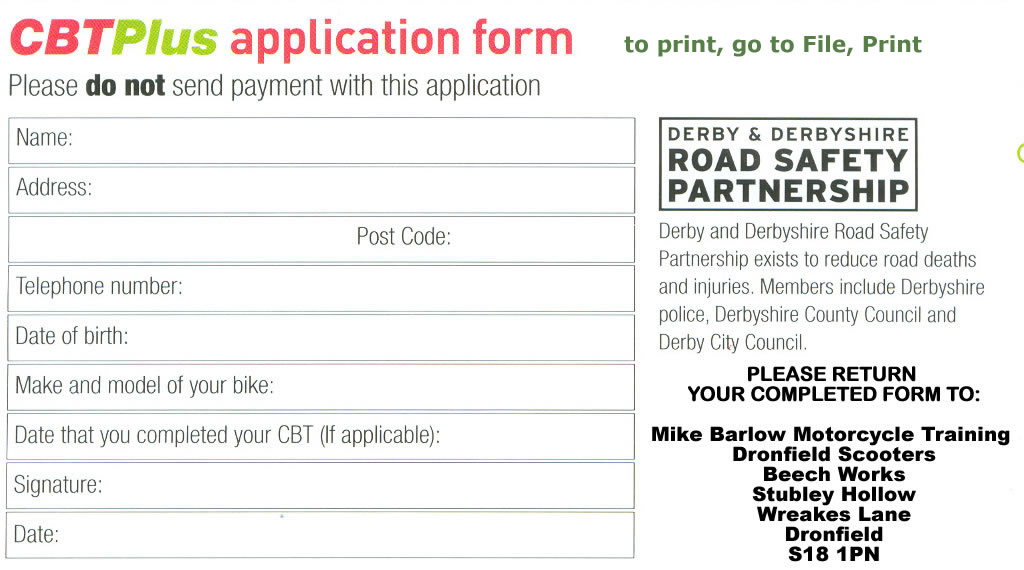 CBTPlus application form
to print, go to File, Print
Please do not send payment with this application
Name:
Address:
Post Code:
Telephone number:
Date of birth:
Make and model of your bike:
Date that you completed your CBT (If applicable):
Signature:
Date:
DERBY & DERBYSHIRE
ROAD SAFETY
PARTNERSHIP
Derby and Derbyshire Road Safety
Partnership exists to reduce road deaths
and injuries. Members include Derbyshire
police, Derbyshire County Council and
Derby City Council.
PLEASE RETURN
YOUR COMPLETED FORM TO:
Mike Barlow Motorcycle Training
Dronfield Scooters
Beech Works
Stubley Hollow
Wreakes Lane
Dronfield
S18 1PN